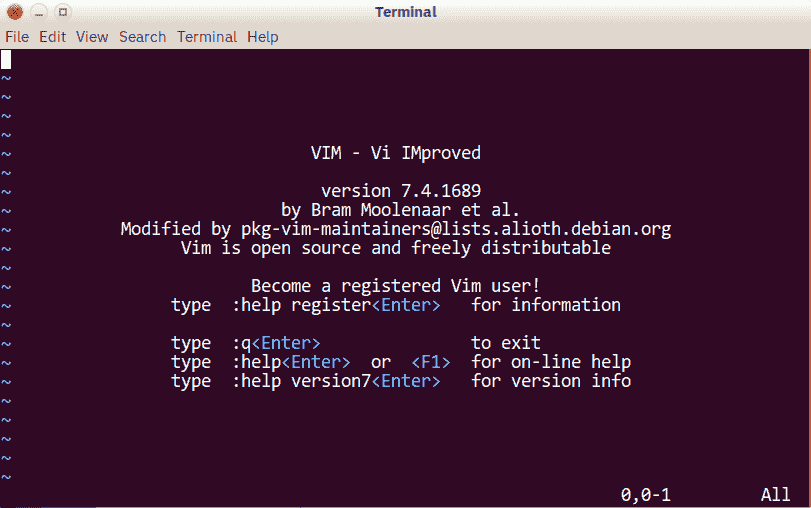 Terminal
File Edit View Search Terminal Help
~
~
~
~
~ VIM - Vi IMproved
~
~ version 7.4.1689
~ by Bram Moolenaar et al.
~ Modified by pkg-vim-maintainers@lists.alioth.debian.org
~ Vim is open source and freely distributable
~
~ Become a registered Vim user!
~ type :help register<Enter> for information
~
~ type :q<Enter> to exit
~ type :help<Enter> or <F1> for on-line help
~ type :help version7<Enter> for version info
~
~
~
~
~
0,0-1 All